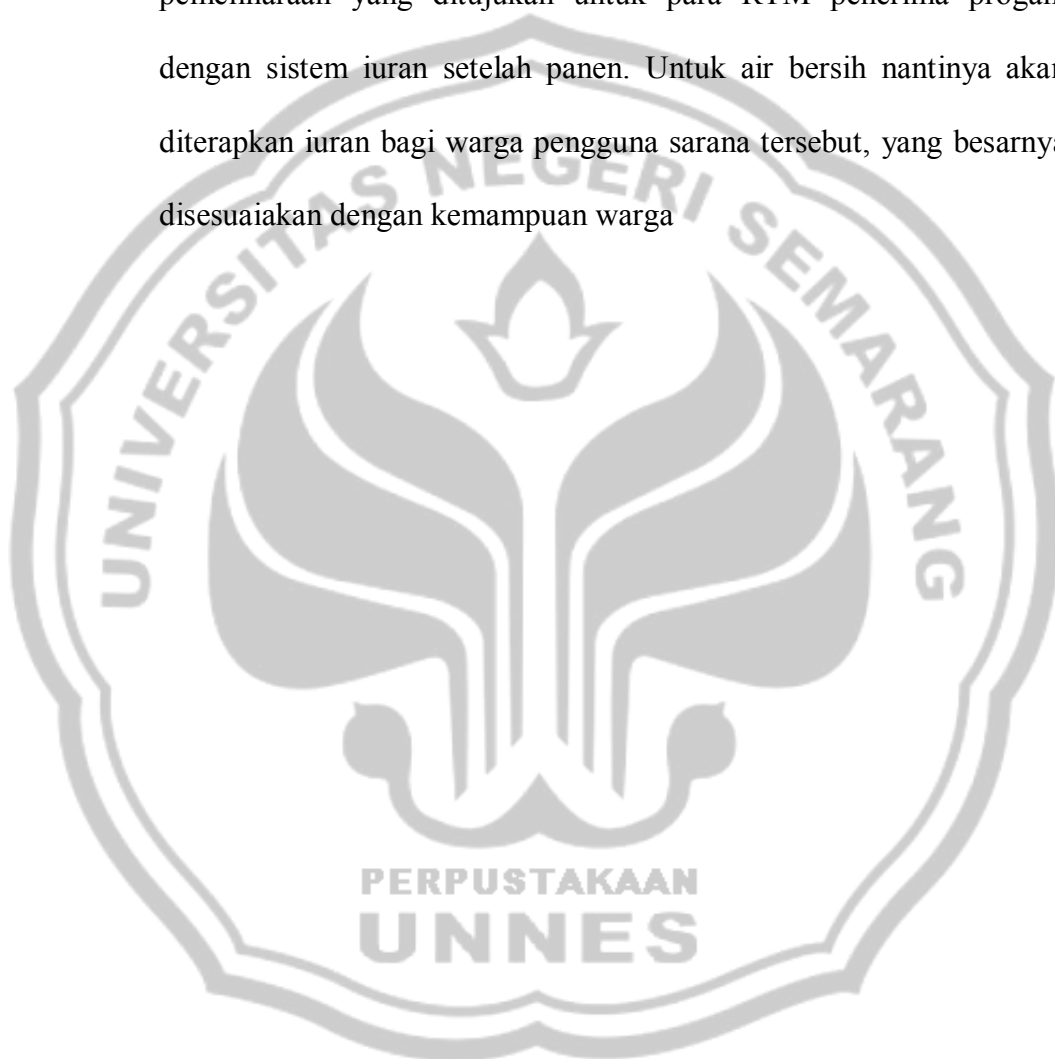 pemeliharaan yang ditujukan untuk para RTM penerima progam
dengan sistem iuran setelah panen. Untuk air bersih nantinya akan
diterapkan iuran bagi warga pengguna sarana tersebut, yang besarnya
disesuaiakan dengan kemampuan warga
UNIVERSITAS NEGERI SEMARANG
PERPUSTAKAAN
UNNES